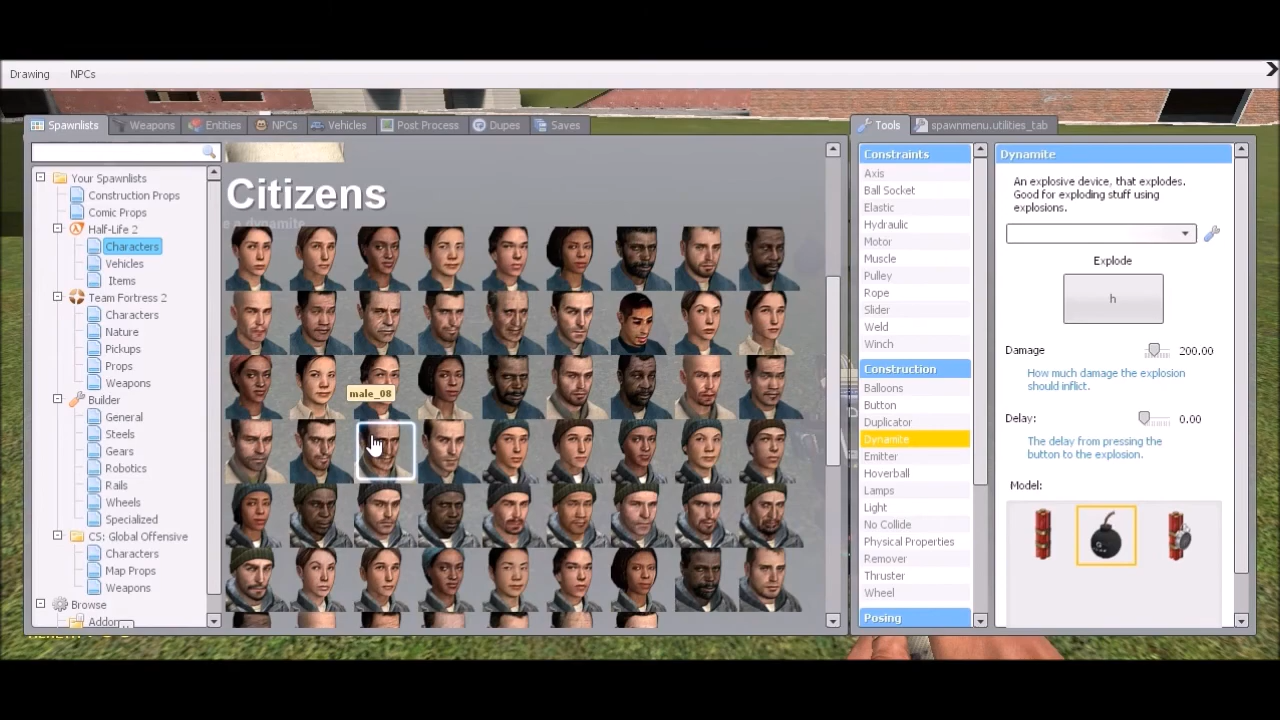 Drawing NPCs
Spawnlists Weapons Entities NPCs Vehicles Post Process Dupes Saves
Your Spawnlists
Construction Props
Comic Props
Half-Life 2
Characters
Vehicles
Items
Team Fortress 2
Characters
Nature
Pickups
Props
Weapons
Builder
General
Steels
Gears
Robotics
Rails
Wheels
Specialized
CS: Global Offensive
Characters
Map Props
Weapons
Browse
Addon
Citizens
e a dynamite
male_08
Tools spawnmenu.utilities_tab
Constraints
Axis
Ball Socket
Elastic
Hydraulic
Motor
Muscle
Pulley
Rope
Slider
Weld
Winch
Construction
Balloons
Button
Duplicator
Dynamite
Emitter
Hoverball
Lamps
Light
No Collide
Physical Properties
Remover
Thruster
Wheel
Posing
Dynamite
An explosive device, that explodes.
Good for exploding stuff using
explosions.
Explode
h
Damage 200.00
How much damage the explosion
should inflict.
Delay: 0.00
The delay from pressing the
button to the explosion.
Model: